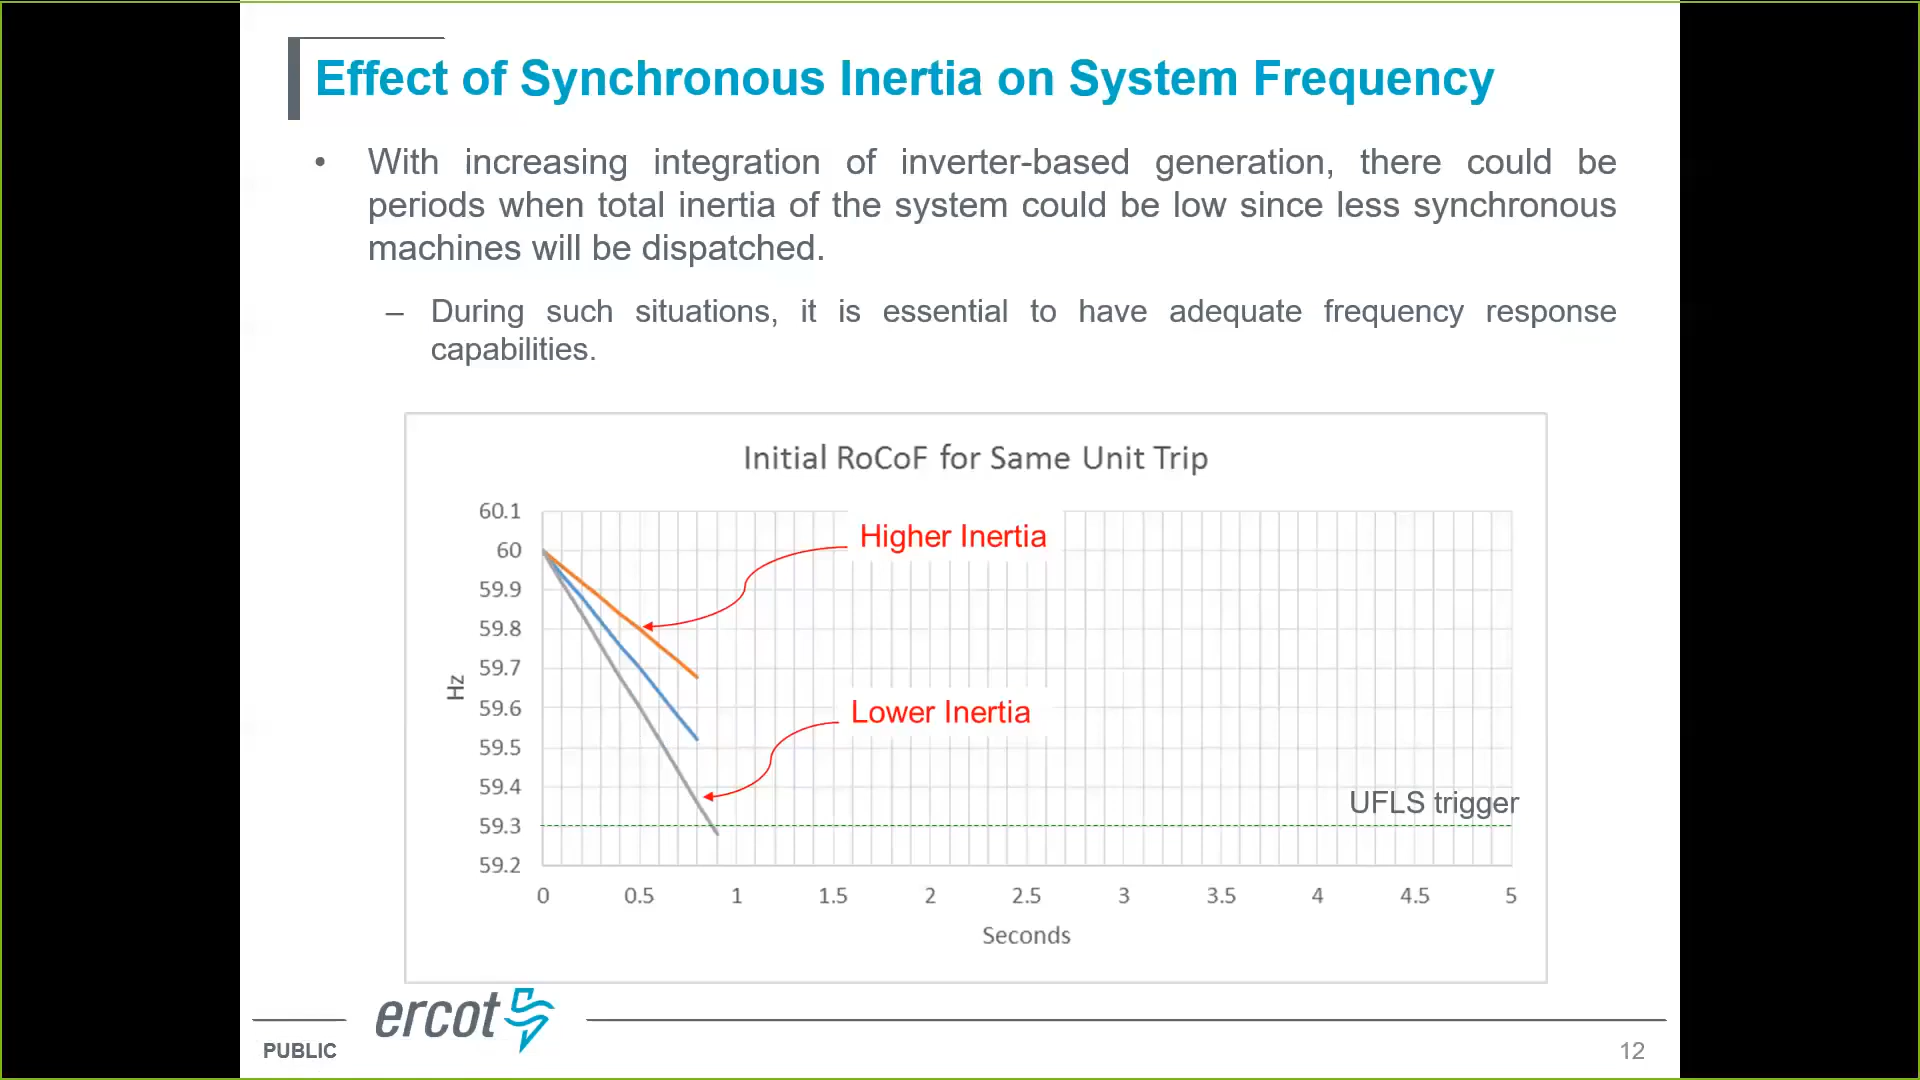 Effect of Synchronous Inertia on System Frequency
• With increasing integration of inverter-based generation, there could be
periods when total inertia of the system could be low since less synchronous
machines will be dispatched.
– During such situations, it is essential to have adequate frequency response
capabilities.
Initial RoCoF for Same Unit Trip
60.1
60
59.9
59.8
59.7
59.6
59.5
59.4
59.3
59.2
Hz
Higher Inertia
Lower Inertia
UFLS trigger
0 0.5 1 1.5 2 2.5 3 3.5 4 4.5 5
Seconds
ercot
PUBLIC
12